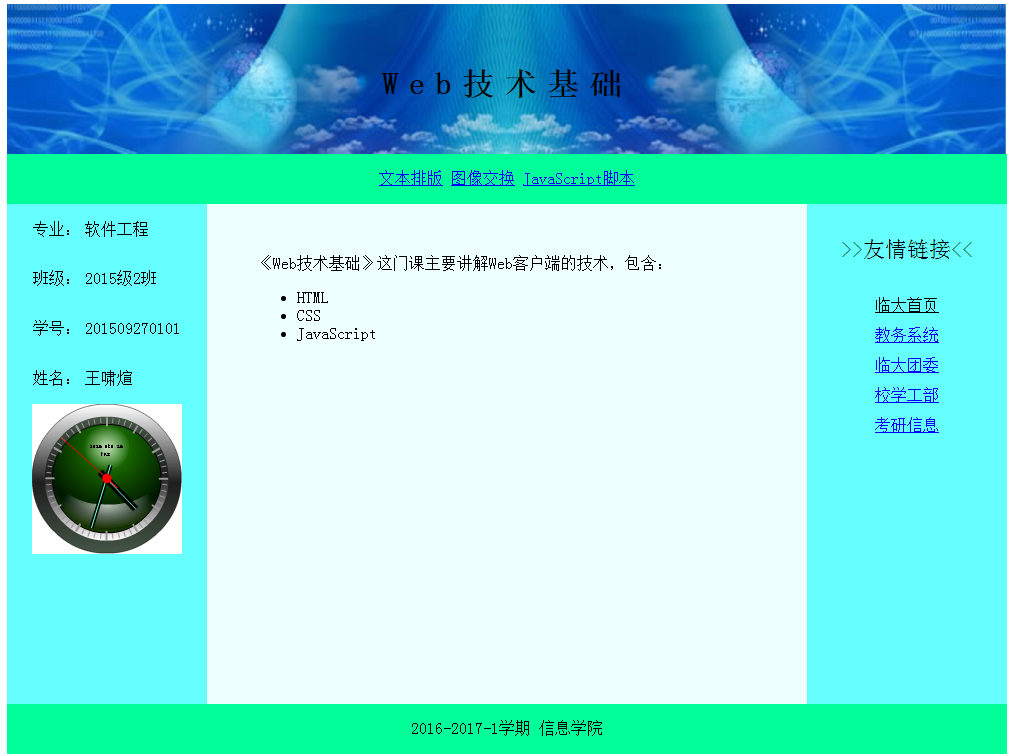 Web技术基础
文本排版 图像交换 JavaScript脚本
专业： 软件工程
班级： 2015级2班
学号： 201509270101
姓名： 王啸煊
《Web技术基础》这门课主要讲解Web客户端的技术，包含：
HTML
CSS
JavaScript
>>友情链接<<
临大首页
教务系统
临大团委
校学工部
考研信息
2016-2017-1学期 信息学院